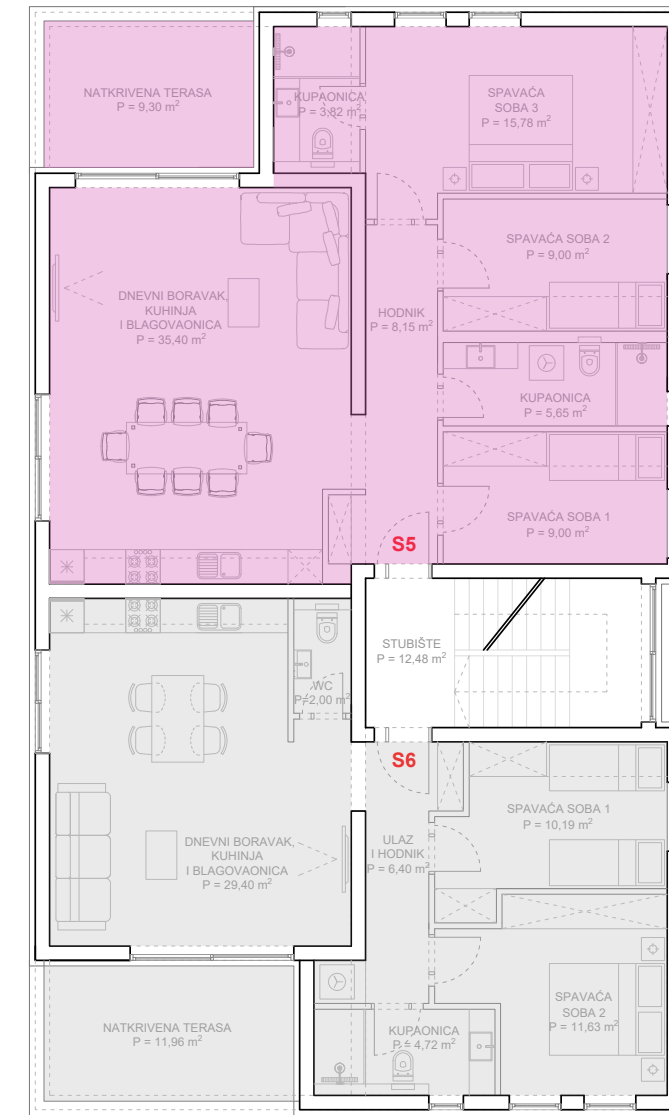 NATKRIVENA TERASA
P = 9,30 m²
KUPAONICA
P = 3,82 m²
SPAVAĆA
SOBA 3
P = 15,78 m²
SPAVAĆA SOBA 2
P = 9,00 m²
DNEVNI BORAVAK,
KUHINJA
I BLAGOVAONICA
P = 35,40 m²
HODNIK
P = 8,15 m²
KUPAONICA
P = 5,65 m²
SPAVAĆA SOBA 1
P = 9,00 m²
S5
STUBIŠTE
P = 12,48 m²
WC
P=2,00 m²
S6
SPAVAĆA SOBA 1
P = 10,19 m²
DNEVNI BORAVAK,
KUHINJA
I BLAGOVAONICA
P = 29,40 m²
ULAZ
I HODNIK
P = 6,40 m²
SPAVAĆA
SOBA 2
P = 11,63 m²
NATKRIVENA TERASA
P = 11,96 m²
KUPAONICA
P = 4,72 m²